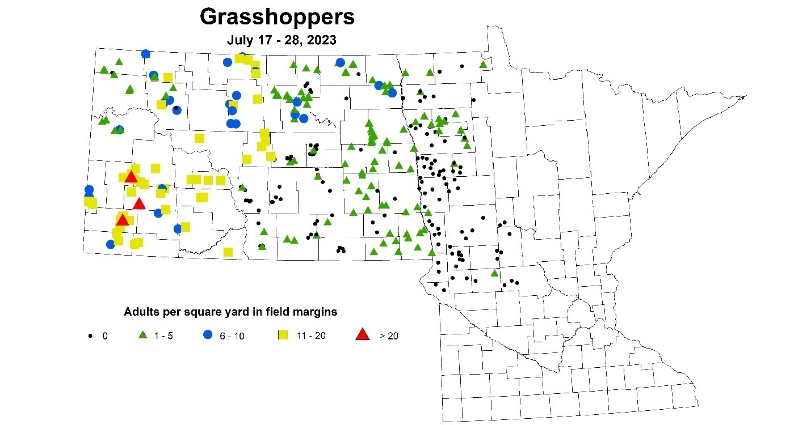 Grasshoppers
July 17 - 28, 2023
Adults per square yard in field margins
0 1 - 5 6 - 10 11 - 20 > 20